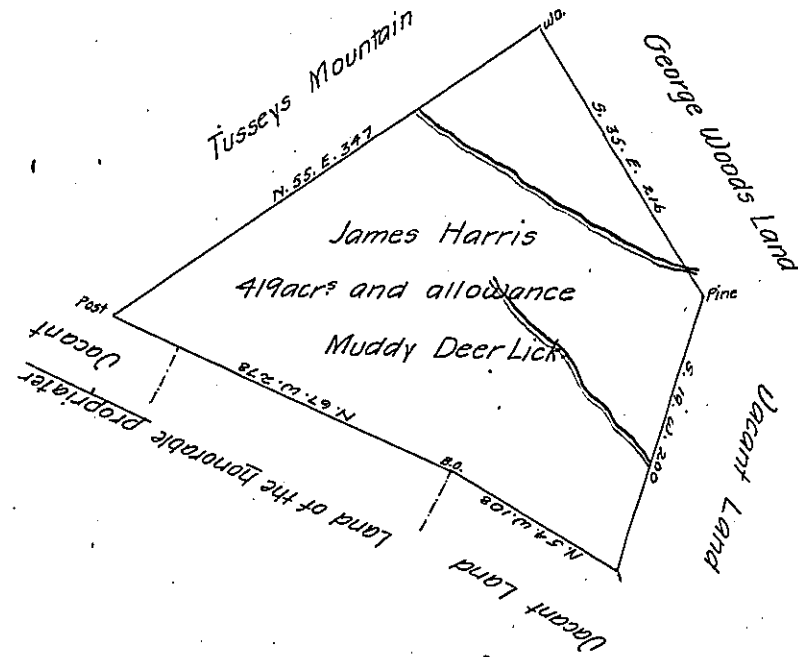 Tusseys Mountain
WO.
George Woods Land
N. 55. E. 347
S. 35. E. 216
James Harris
419acrs and allowance
Muddy Deer Lick
Post
Pine
Vacant
N. 67. W. 278
S. 19. W. 200
Land of the honorable propriater
B.O.
N. 54. W. 108
Vacant Land
Vacant Land